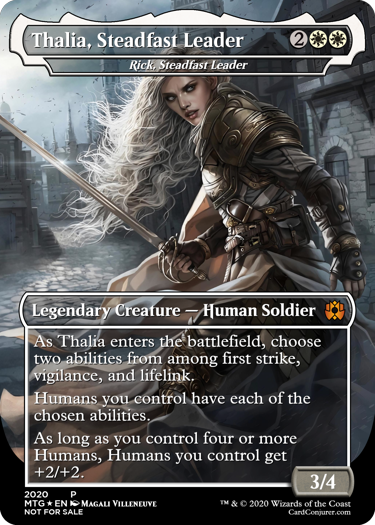 Thalia, Steadfast Leader 2
Rick, Steadfast Leader
Legendary Creature — Human Soldier
As Thalia enters the battlefield, choose
two abilities from among first strike,
vigilance, and lifelink.
Humans you control have each of the
chosen abilities.
As long as you control four or more
Humans, Humans you control get
+2/+2.
3/4
2020 P
MTG ★ EN Magali Villeneuve
NOT FOR SALE
™ & © 2020 Wizards of the Coast
CardConjurer.com